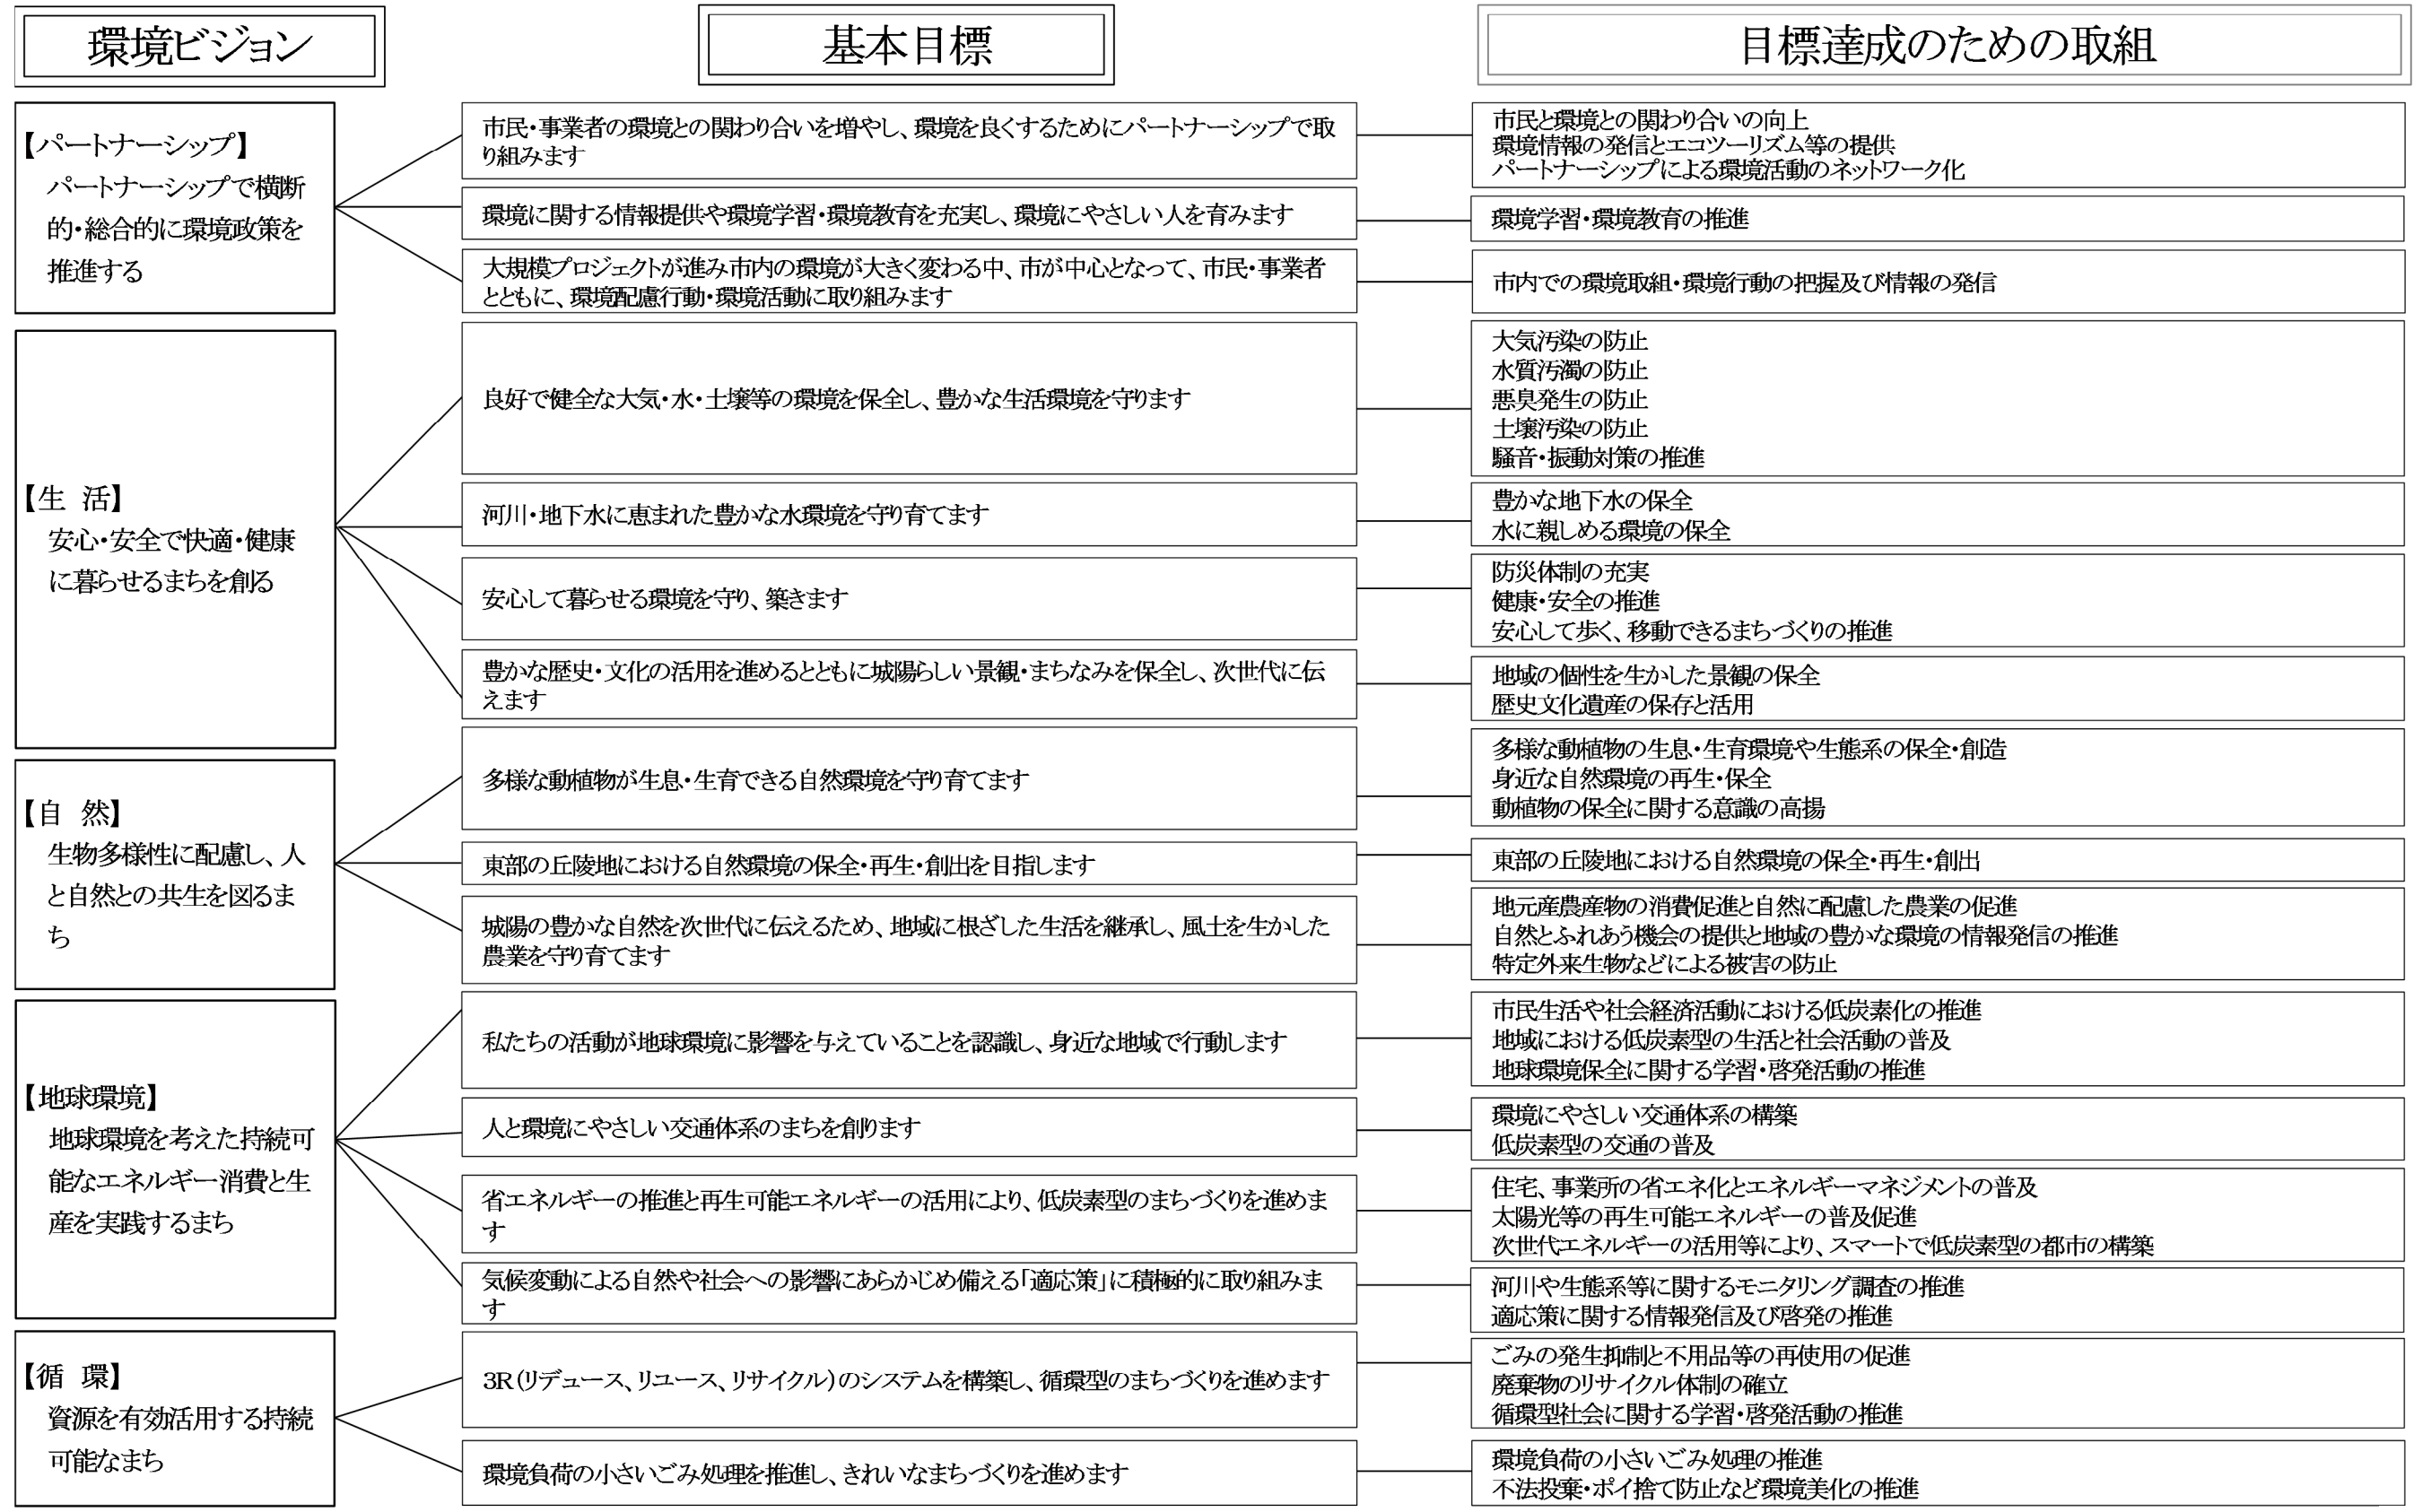 環境ビジョン
基本目標
目標達成のための取組
【パートナーシップ】
パートナーシップで横断
的・総合的に環境政策を
推進する
市民・事業者の環境との関わり合いを増やし、環境を良くするためにパートナーシップで取
り組みます
市民と環境との関わり合いの向上
環境情報の発信とエコツーリズム等の提供
パートナーシップによる環境活動のネットワーク化
環境に関する情報提供や環境学習・環境教育を充実し、環境にやさしい人を育みます
環境学習・環境教育の推進
大規模プロジェクトが進み市内の環境が大きく変わる中、市が中心となって、市民・事業者
とともに、環境配慮行動・環境活動に取り組みます
市内での環境取組・環境行動の把握及び情報の発信
【生 活】
安心・安全で快適・健康
に暮らせるまちを創る
良好で健全な大気・水・土壌等の環境を保全し、豊かな生活環境を守ります
大気汚染の防止
水質汚濁の防止
悪臭発生の防止
土壌汚染の防止
騒音・振動対策の推進
河川・地下水に恵まれた豊かな水環境を守り育てます
豊かな地下水の保全
水に親しめる環境の保全
安心して暮らせる環境を守り、築きます
防災体制の充実
健康・安全の推進
安心して歩く、移動できるまちづくりの推進
豊かな歴史・文化の活用を進めるとともに城陽らしい景観・まちなみを保全し、次世代に伝
えます
地域の個性を生かした景観の保全
歴史文化遺産の保存と活用
【自 然】
生物多様性に配慮し、人
と自然との共生を図るま
ち
多様な動植物が生息・生育できる自然環境を守り育てます
多様な動植物の生息・生育環境や生態系の保全・創造
身近な自然環境の再生・保全
動植物の保全に関する意識の高揚
東部の丘陵地における自然環境の保全・再生・創出を目指します
東部の丘陵地における自然環境の保全・再生・創出
城陽の豊かな自然を次世代に伝えるため、地域に根ざした生活を継承し、風土を生かした
農業を守り育てます
地元産農産物の消費促進と自然に配慮した農業の促進
自然とふれあう機会の提供と地域の豊かな環境の情報発信の推進
特定外来生物などによる被害の防止
【地球環境】
地球環境を考えた持続可
能なエネルギー消費と生
産を実践するまち
私たちの活動が地球環境に影響を与えていることを認識し、身近な地域で行動します
市民生活や社会経済活動における低炭素化の推進
地域における低炭素型の生活と社会活動の普及
地球環境保全に関する学習・啓発活動の推進
人と環境にやさしい交通体系のまちを創ります
環境にやさしい交通体系の構築
低炭素型の交通の普及
省エネルギーの推進と再生可能エネルギーの活用により、低炭素型のまちづくりを進めま
す
住宅、事業所の省エネ化とエネルギーマネジメントの普及
太陽光等の再生可能エネルギーの普及促進
次世代エネルギーの活用等により、スマートで低炭素型の都市の構築
気候変動による自然や社会への影響にあらかじめ備える「適応策」に積極的に取り組みま
す
河川や生態系等に関するモニタリング調査の推進
適応策に関する情報発信及び啓発の推進
【循 環】
資源を有効活用する持続
可能なまち
3R（リデュース、リユース、リサイクル）のシステムを構築し、循環型のまちづくりを進めます
ごみの発生抑制と不用品等の再使用の促進
廃棄物のリサイクル体制の確立
循環型社会に関する学習・啓発活動の推進
環境負荷の小さいごみ処理を推進し、きれいなまちづくりを進めます
環境負荷の小さいごみ処理の推進
不法投棄・ポイ捨て防止など環境美化の推進